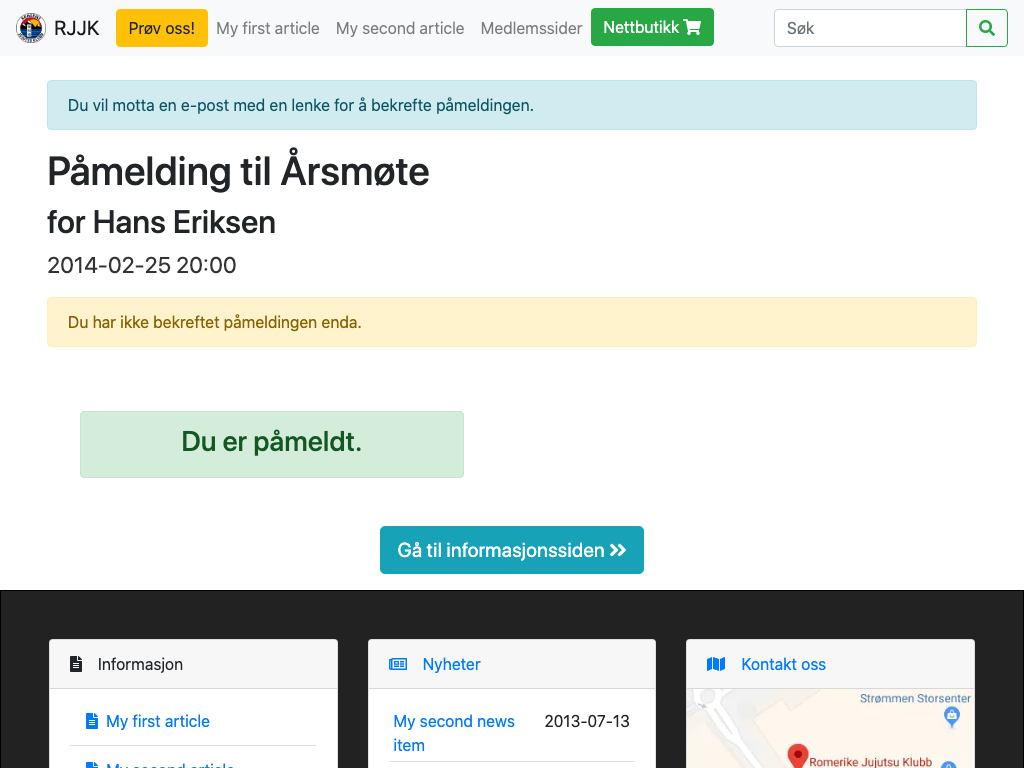 RJJK Prøv oss! My first article My second article Medlemssider Nettbutikk Søk
Du vil motta en e-post med en lenke for å bekrefte påmeldingen.
Påmelding til Årsmøte
for Hans Eriksen
2014-02-25 20:00
Du har ikke bekreftet påmeldingen enda.
Du er påmeldt.
Gå til informasjonssiden
Informasjon
My first article
My second article
Nyheter
My second news 2013-07-13
item
Kontakt oss
Strømmen Storsenter
Romerike Jujutsu Klubb